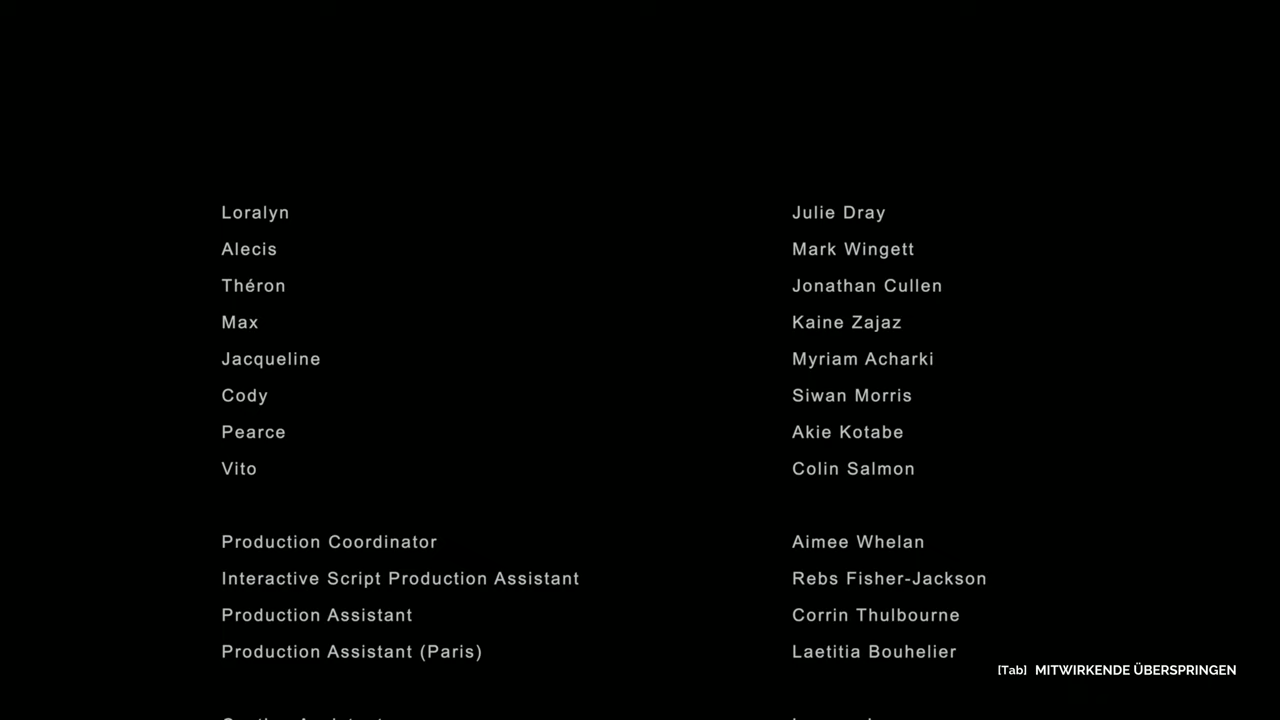 Loralyn Julie Dray
Alecis Mark Wingett
Théron Jonathan Cullen
Max Kaine Zajaz
Jacqueline Myriam Acharki
Cody Siwan Morris
Pearce Akie Kotabe
Vito Colin Salmon
Production Coordinator Aimee Whelan
Interactive Script Production Assistant Rebs Fisher-Jackson
Production Assistant Corrin Thulbourne
Production Assistant (Paris) Laetitia Bouhelier
[Tab] MITWIRKENDE ÜBERSPRINGEN